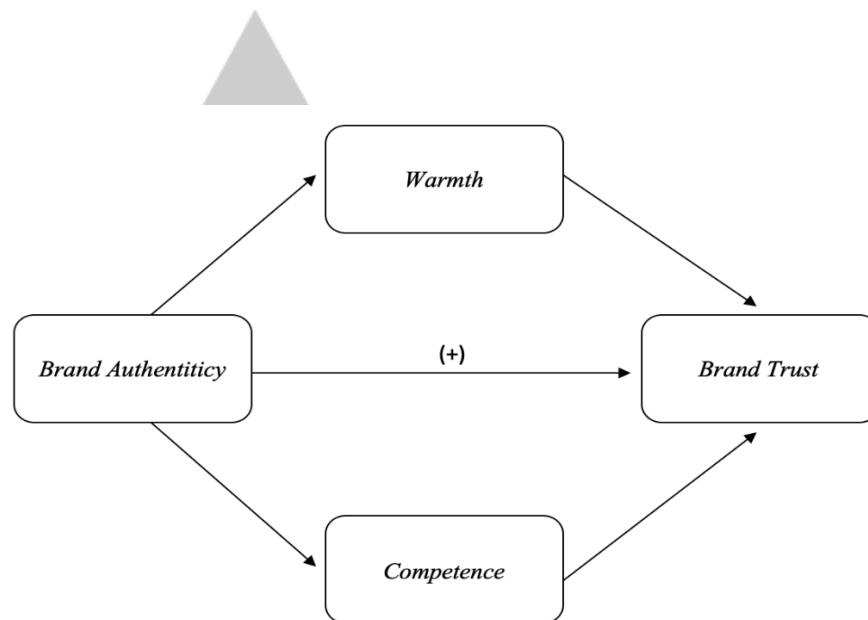 Warmth
(+)
Brand Authentiticy
Brand Trust
Competence